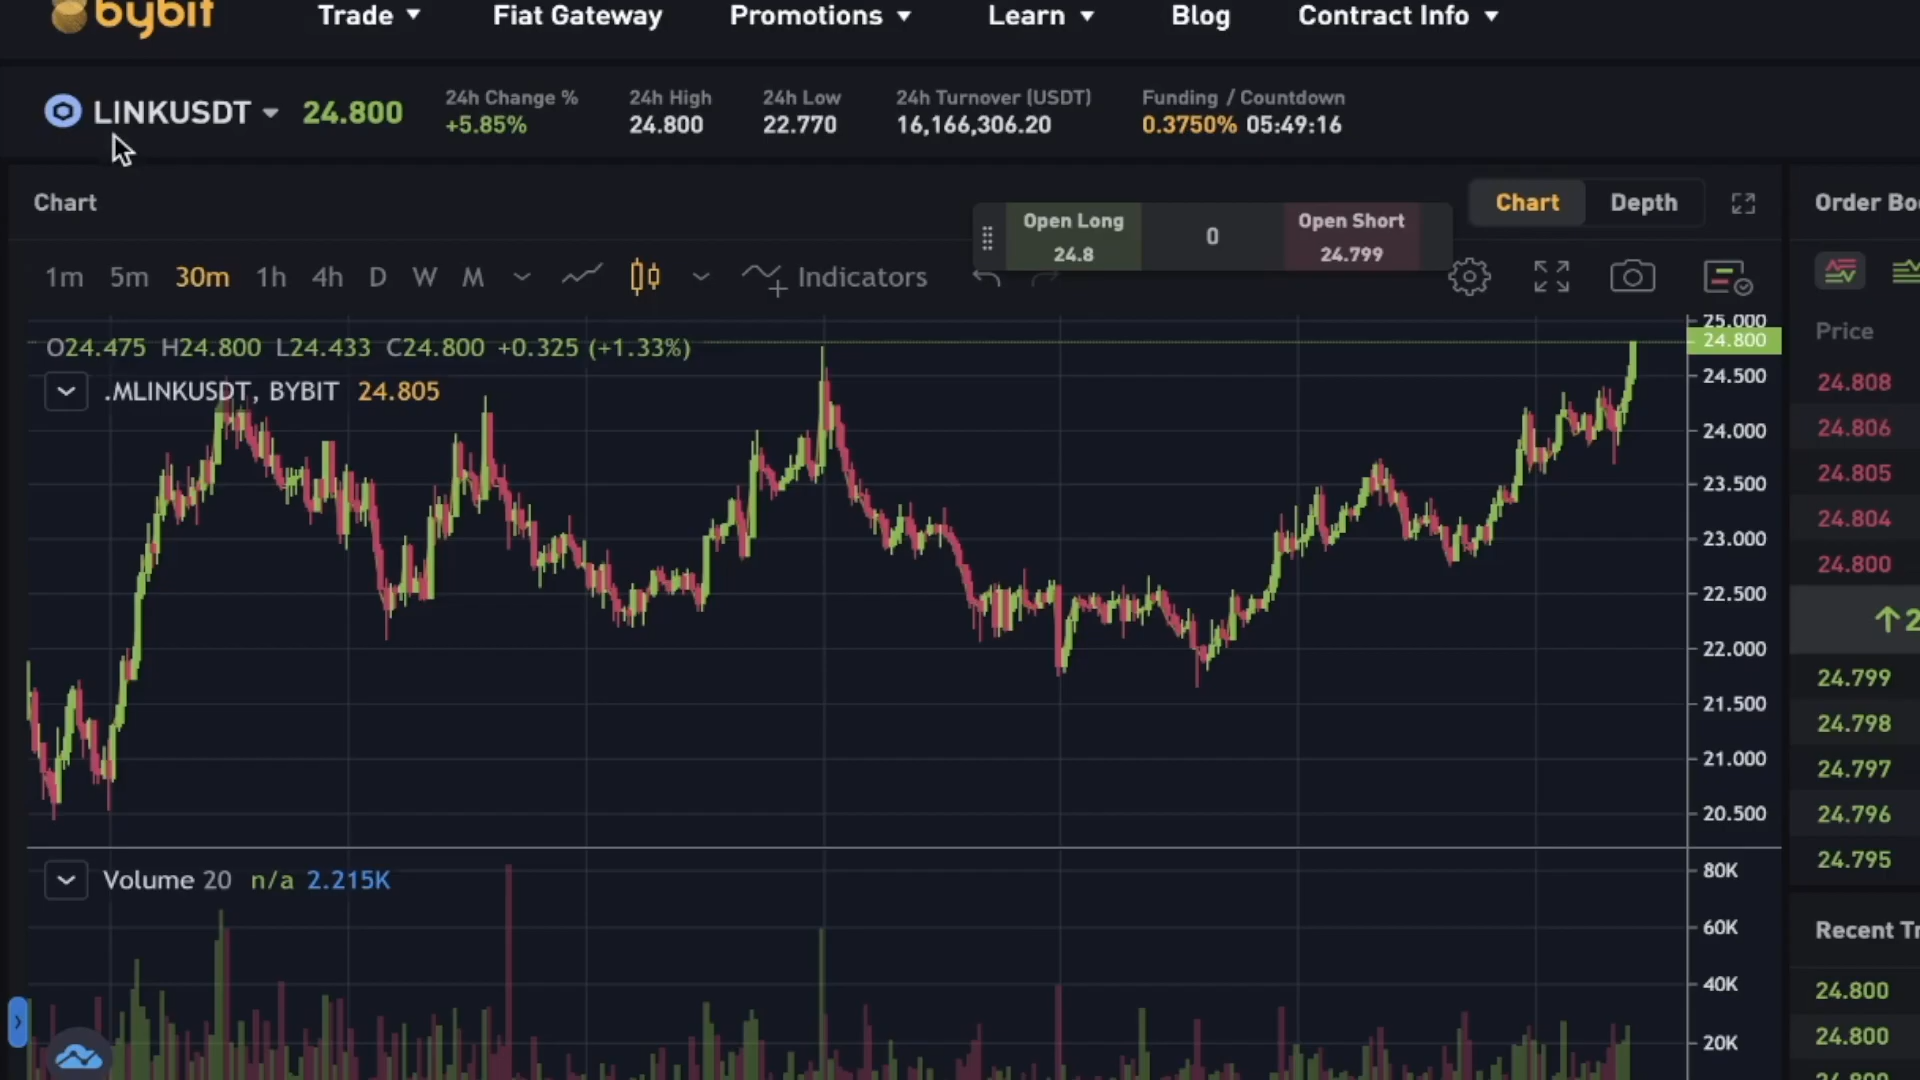 bybit Trade Fiat Gateway Promotions Learn Blog Contract Info
LINKUSDT 24.800
24h Change %
+5.85%
24h High
24.800
24h Low
22.770
24h Turnover (USDT)
16,166,306.20
Funding / Countdown
0.3750% 05:49:16
Chart
Open Long
24.8
0
Open Short
24.799
Chart Depth
Order
1m 5m 30m 1h 4h D W M Indicators
O24.475 H24.800 L24.433 C24.800 +0.325 (+1.33%)
.MLINKUSDT, BYBIT 24.805
25.000
24.800
24.500
24.000
23.500
23.000
22.500
22.000
21.500
21.000
20.500
Price
24.808
24.806
24.805
24.804
24.800
24.799
24.798
24.797
24.796
24.795
Volume 20 n/a 2.215K
80K
60K
40K
20K
Recent
24.800
24.800